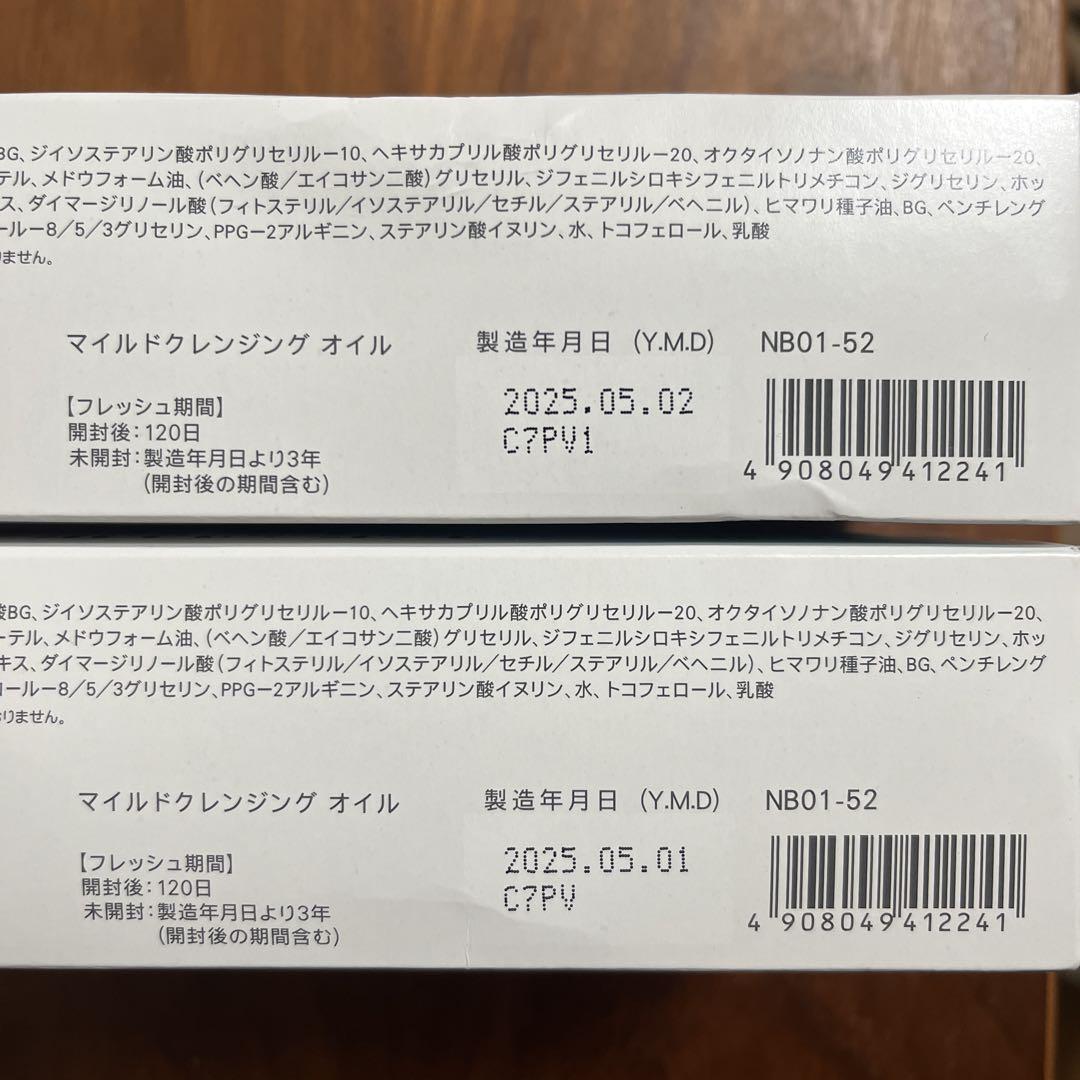 BG、ジイソステアリン酸ポリグリセリルー10、ヘキサカプリル酸ポリグリセリルー20、オクタイソノナン酸ポリグリセリルー20、
テル、メドウフォーム油、(ベヘン酸/エイコサン二酸)グリセリル、ジフェニルシロキシフェニルトリメチコン、ジグリセリン、ホッ
ス、ダイマージリノール酸(フィトステリル/イソステアリル/セチル/ステアリル/ベヘニル)、ヒマワリ種子油、BG、ペンチレング
ールー8/5/3グリセリン、PPGー2アルギニン、ステアリン酸イヌリン、水、トコフェロール、乳酸
りません。
マイルドクレンジング オイル
製造年月日 (Y.M.D)
NB01-52
【フレッシュ期間】
開封後:120日
未開封:製造年月日より3年
(開封後の期間含む)
2025.05.02
C7PV1
4 908049 412241
酸BG、ジイソステアリン酸ポリグリセリルー10、ヘキサカプリル酸ポリグリセリルー20、オクタイソノナン酸ポリグリセリルー20、
ーテル、メドウフォーム油、(ベヘン酸/エイコサン二酸)グリセリル、ジフェニルシロキシフェニルトリメチコン、ジグリセリン、ホッ
キス、ダイマージリノール酸(フィトステリル/イソステアリル/セチル/ステアリル/ベヘニル)、ヒマワリ種子油、BG、ペンチレング
コールー8/5/3グリセリン、PPGー2アルギニン、ステアリン酸イヌリン、水、トコフェロール、乳酸
おりません。
マイルドクレンジング オイル
製造年月日 (Y.M.D)
NB01-52
【フレッシュ期間】
開封後:120日
未開封:製造年月日より3年
(開封後の期間含む)
2025.05.01
C7PV
4 908049 412241